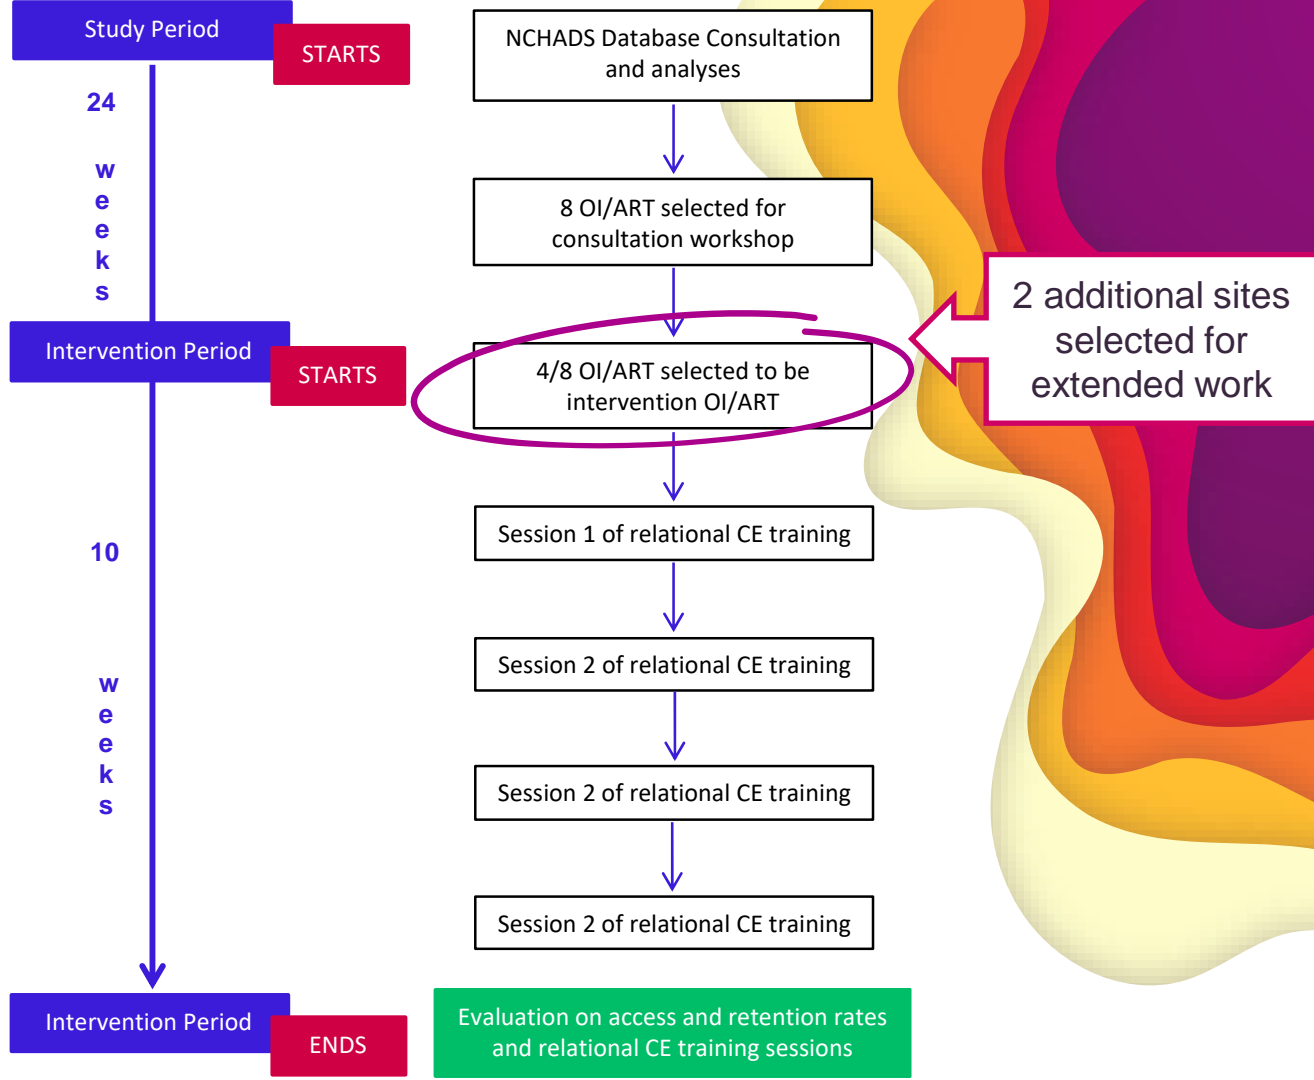 Study Period
STARTS
24
weeks
Intervention Period
STARTS
10
weeks
Intervention Period
ENDS
NCHADS Database Consultation
and analyses
8 OI/ART selected for
consultation workshop
4/8 OI/ART selected to be
intervention OI/ART
2 additional sites
selected for
extended work
Session 1 of relational CE training
Session 2 of relational CE training
Session 2 of relational CE training
Session 2 of relational CE training
Evaluation on access and retention rates
and relational CE training sessions